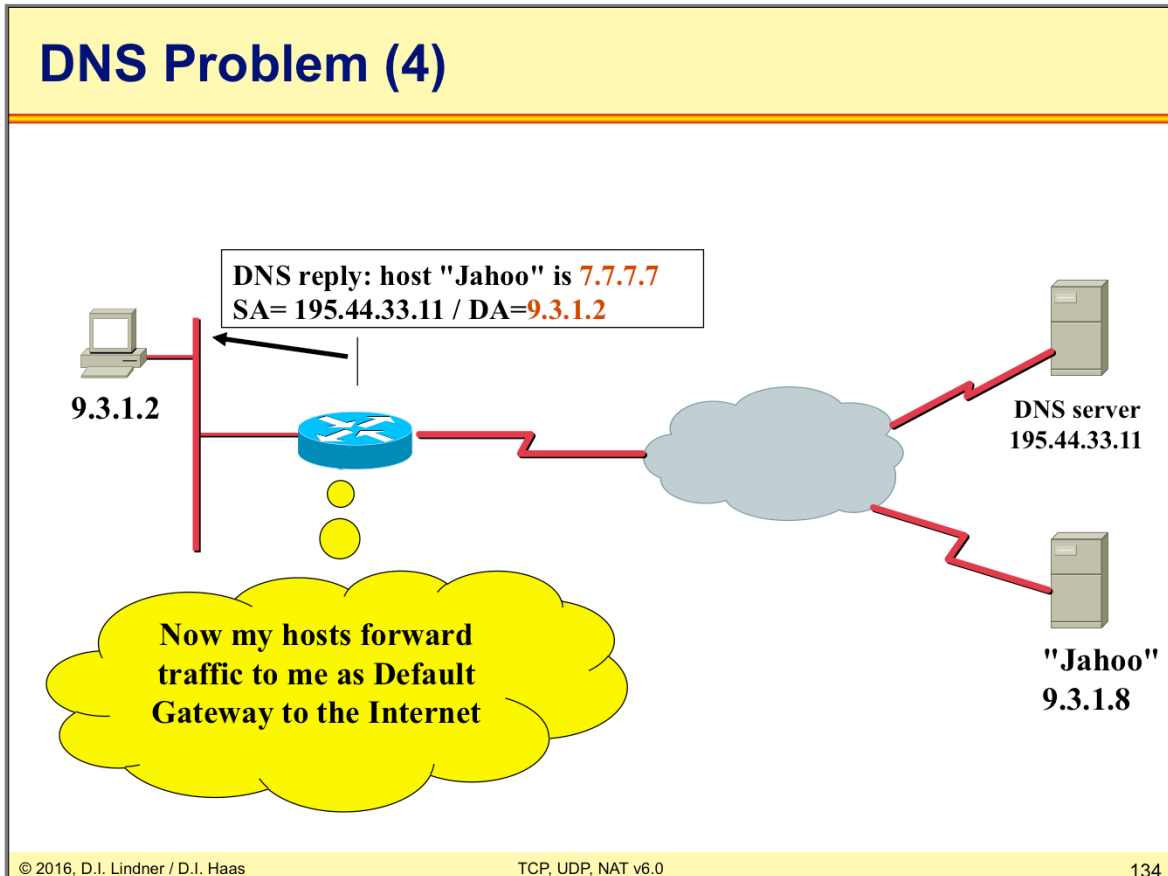 DNS Problem (4)
DNS reply: host "Jahoo" is 7.7.7.7
SA= 195.44.33.11 / DA=9.3.1.2
9.3.1.2
DNS server
195.44.33.11
Now my hosts forward
traffic to me as Default
Gateway to the Internet
"Jahoo"
9.3.1.8
© 2016, D.I. Lindner / D.I. Haas
TCP, UDP, NAT v6.0
134